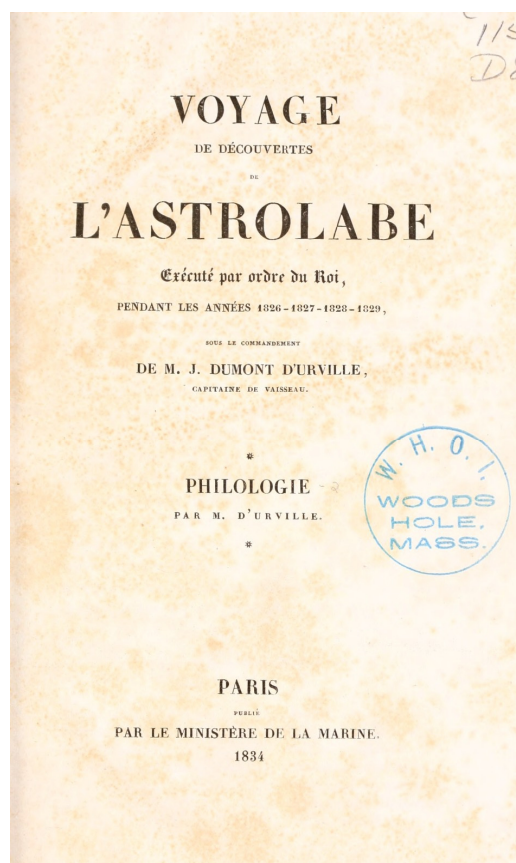 115
VOYAGE
DE DÉCOUVERTES
DE
L'ASTROLABE
Exécuté par ordre du Roi,
PENDANT LES ANNÉES 1826-1827-1828-1829,
SOUS LE COMMANDEMENT
DE M. J. DUMONT D'URVILLE,
CAPITAINE DE VAISSEAU.
PHILOLOGIE
PAR M. D'URVILLE.
W. H. O. I.
WOODS
HOLE,
MASS.
PARIS
PUBLIÉ
PAR LE MINISTÈRE DE LA MARINE.
1834